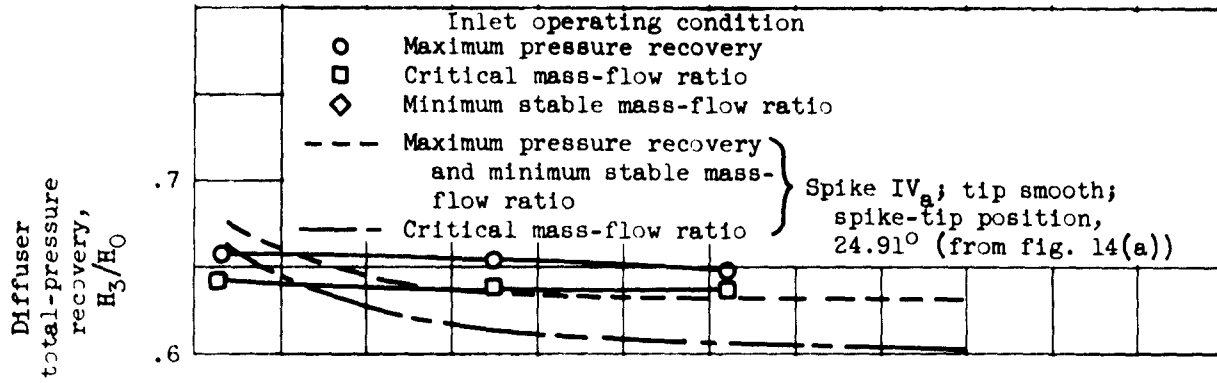 Inlet operating condition
Maximum pressure recovery
Critical mass-flow ratio
Minimum stable mass-flow ratio
Maximum pressure recovery
and minimum stable mass-
flow ratio
Critical mass-flow ratio
Spike IVa; tip smooth;
spike-tip position,
24.91° (from fig. 14(a))
Diffuser
total-pressure
recovery,
H3/H0
.7
.6